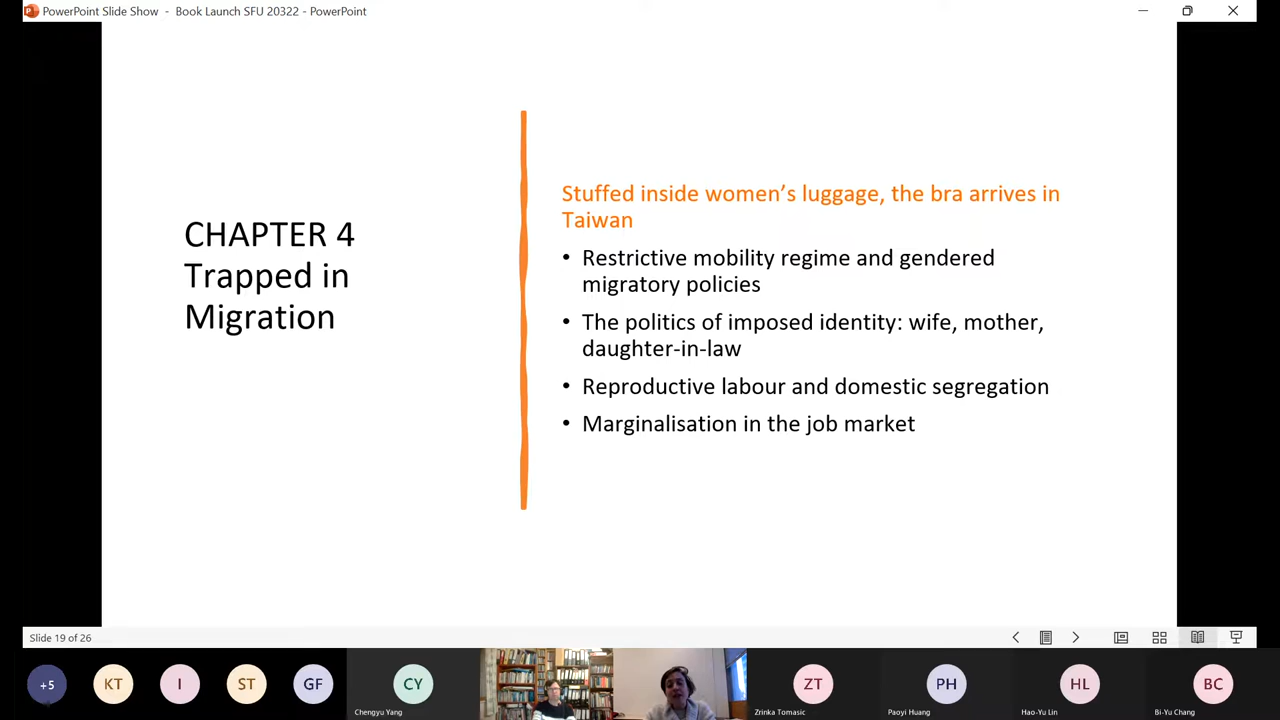 PowerPoint Slide Show - Book Launch SFU 20322 - PowerPoint
CHAPTER 4
Trapped in
Migration
Stuffed inside women’s luggage, the bra arrives in
Taiwan
• Restrictive mobility regime and gendered
migratory policies
• The politics of imposed identity: wife, mother,
daughter-in-law
• Reproductive labour and domestic segregation
• Marginalisation in the job market
Slide 19 of 26
+5
KT
I
ST
GF
CY
Chengyu Yang
ZT
Zrinka Tomasic
PH
Paoyi Huang
HL
Hao-Yu Lin
BC
Bi-Yu Chang